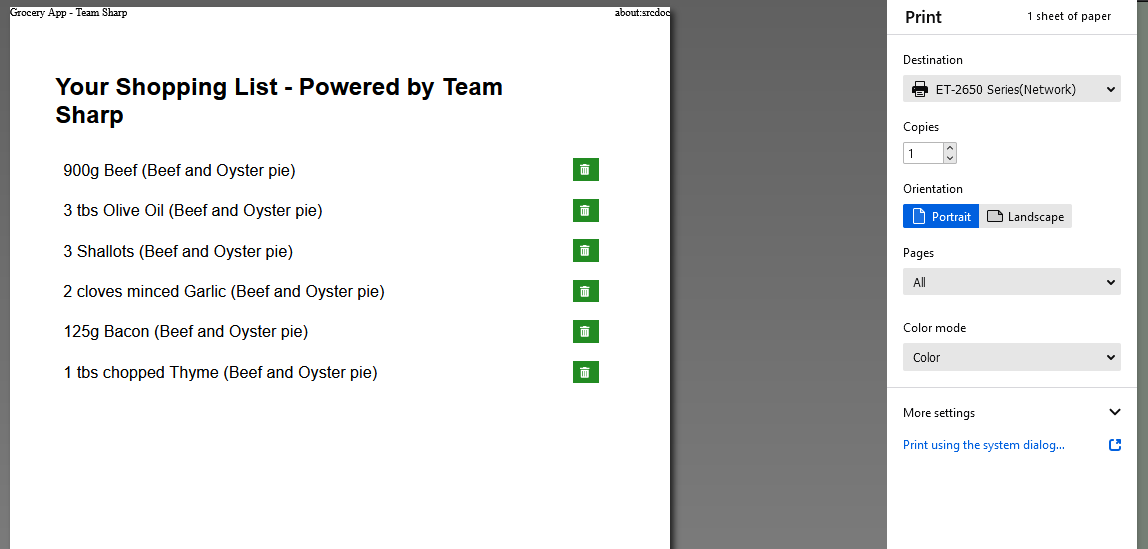 Grocery App - Team Sharp
about:srcdoc
Your Shopping List - Powered by Team
Sharp
900g Beef (Beef and Oyster pie)
3 tbs Olive Oil (Beef and Oyster pie)
3 Shallots (Beef and Oyster pie)
2 cloves minced Garlic (Beef and Oyster pie)
125g Bacon (Beef and Oyster pie)
1 tbs chopped Thyme (Beef and Oyster pie)
Print
1 sheet of paper
Destination
ET-2650 Series(Network)
Copies
1
Orientation
Portrait
Landscape
Pages
All
Color mode
Color
More settings
Print using the system dialog...